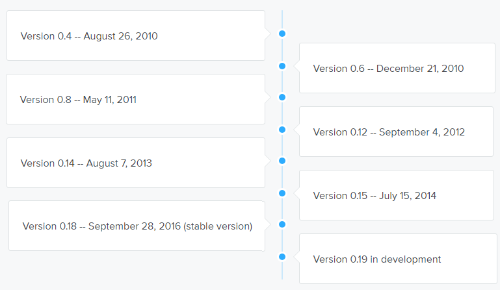 Version 0.4 -- August 26, 2010
Version 0.6 -- December 21, 2010
Version 0.8 -- May 11, 2011
Version 0.12 -- September 4, 2012
Version 0.14 -- August 7, 2013
Version 0.15 -- July 15, 2014
Version 0.18 -- September 28, 2016 (stable version)
Version 0.19 in development